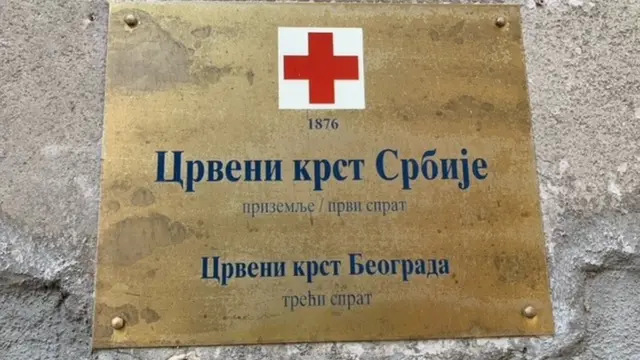 1876
Црвени крст Србије
приземље / први спрат
Црвени крст Београда
трећи спрат